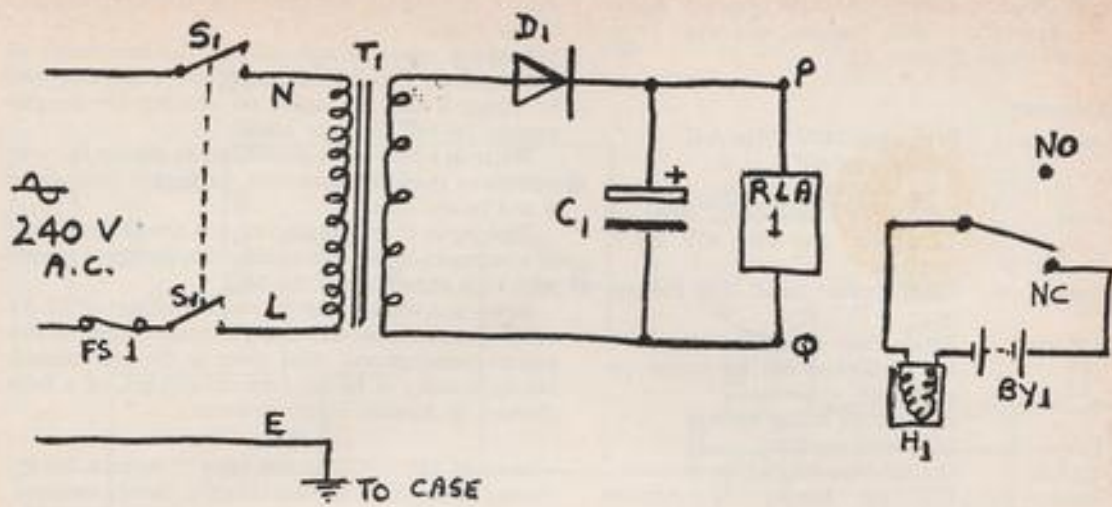 S1
T1
D1
P
N
NO
240 V
A.C.
C1
+
RLA
1
S1
L
FS 1
NC
Q
BY1
H1
E
TO CASE